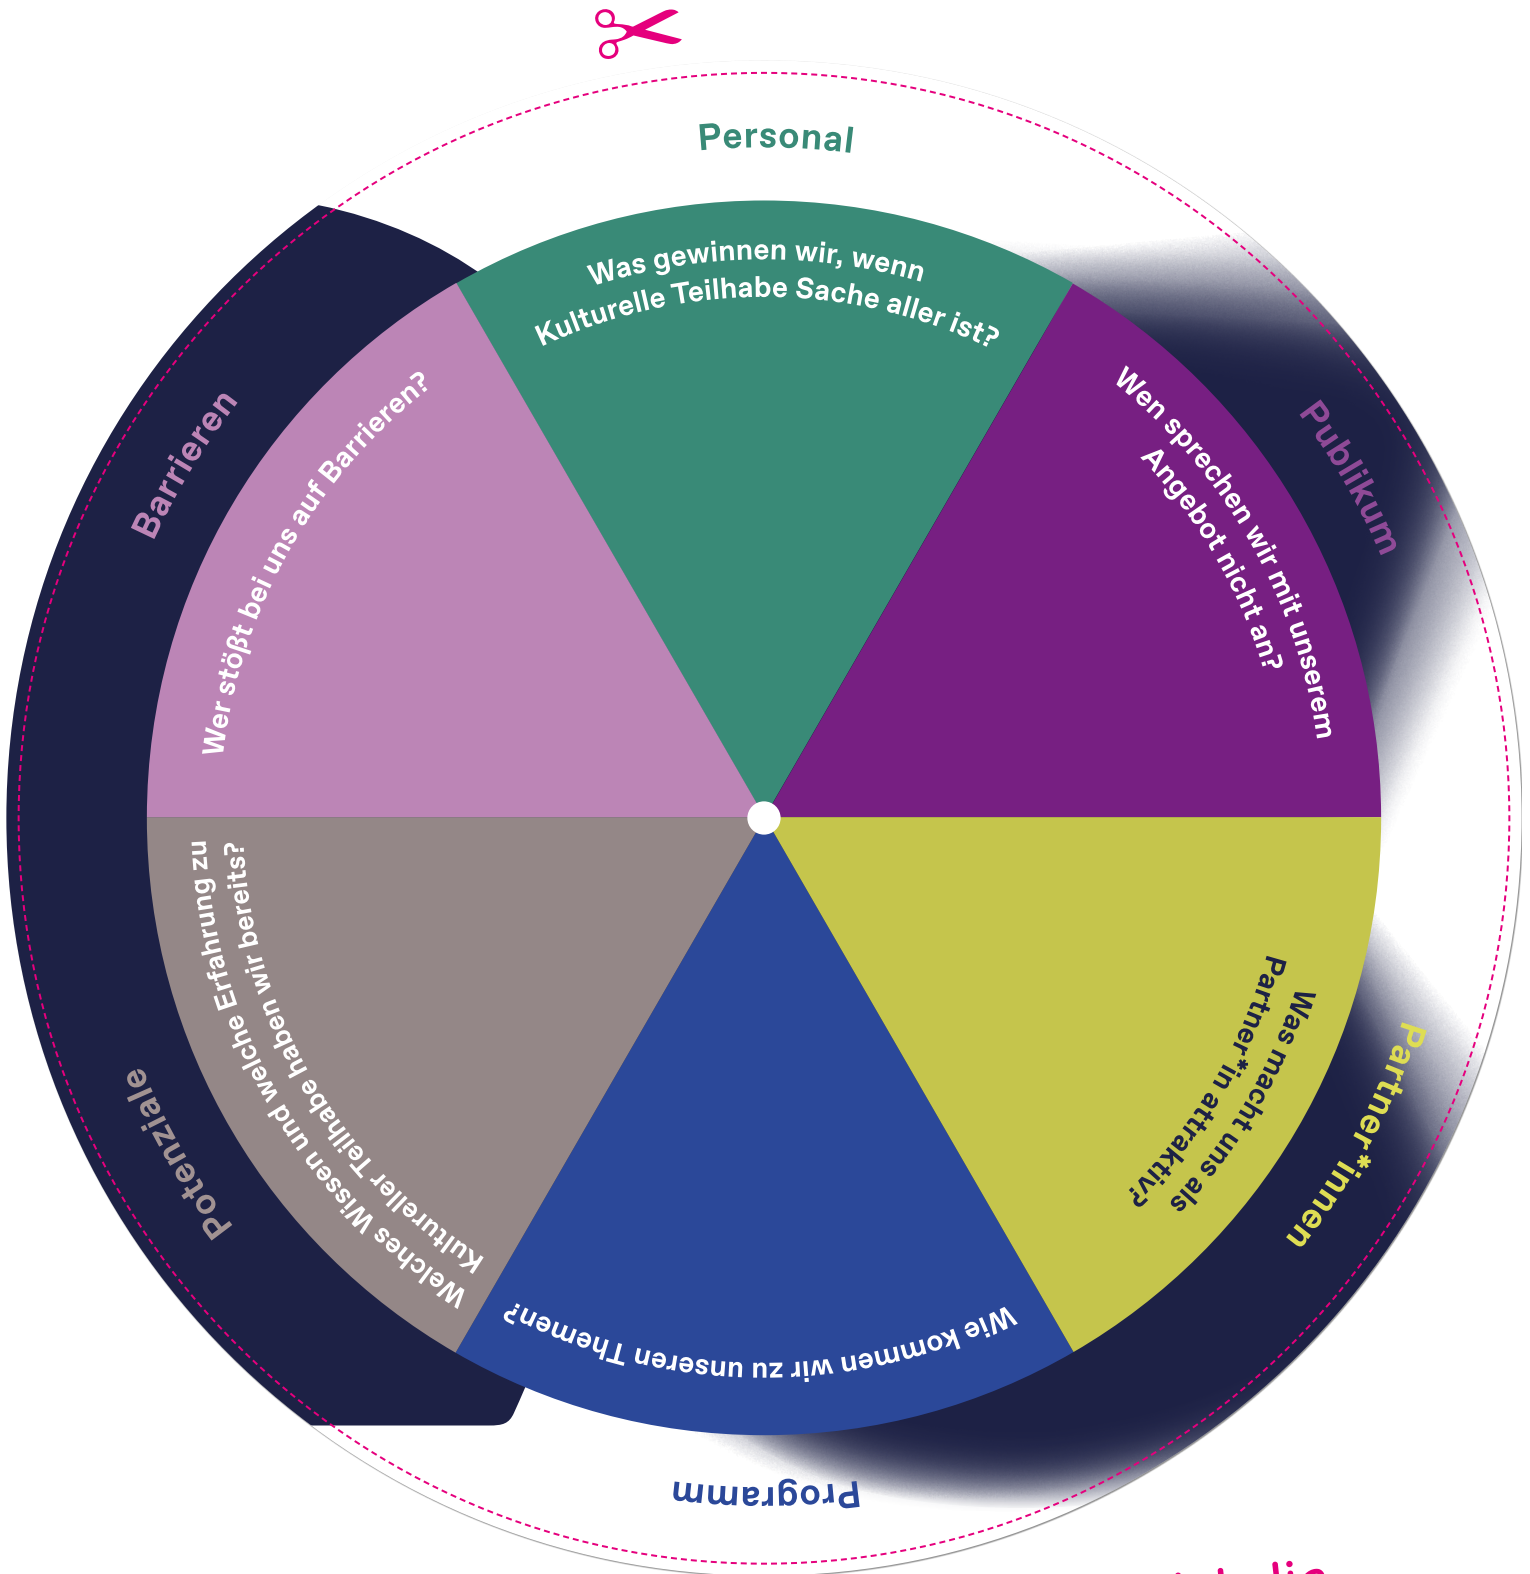 Personal
Was gewinnen wir, wenn
Kulturelle Teilhabe Sache aller ist?
Publikum
Wen sprechen wir mit unserem
Angebot nicht an?
Partner*innen
Was macht uns als
Partner*in attraktiv?
Programm
Wie kommen wir zu unseren Themen?
Potenziale
Welches Wissen und welche Erfahrung zu
Kultureller Teilhabe haben wir bereits?
Barrieren
Wer stößt bei uns auf Barrieren?